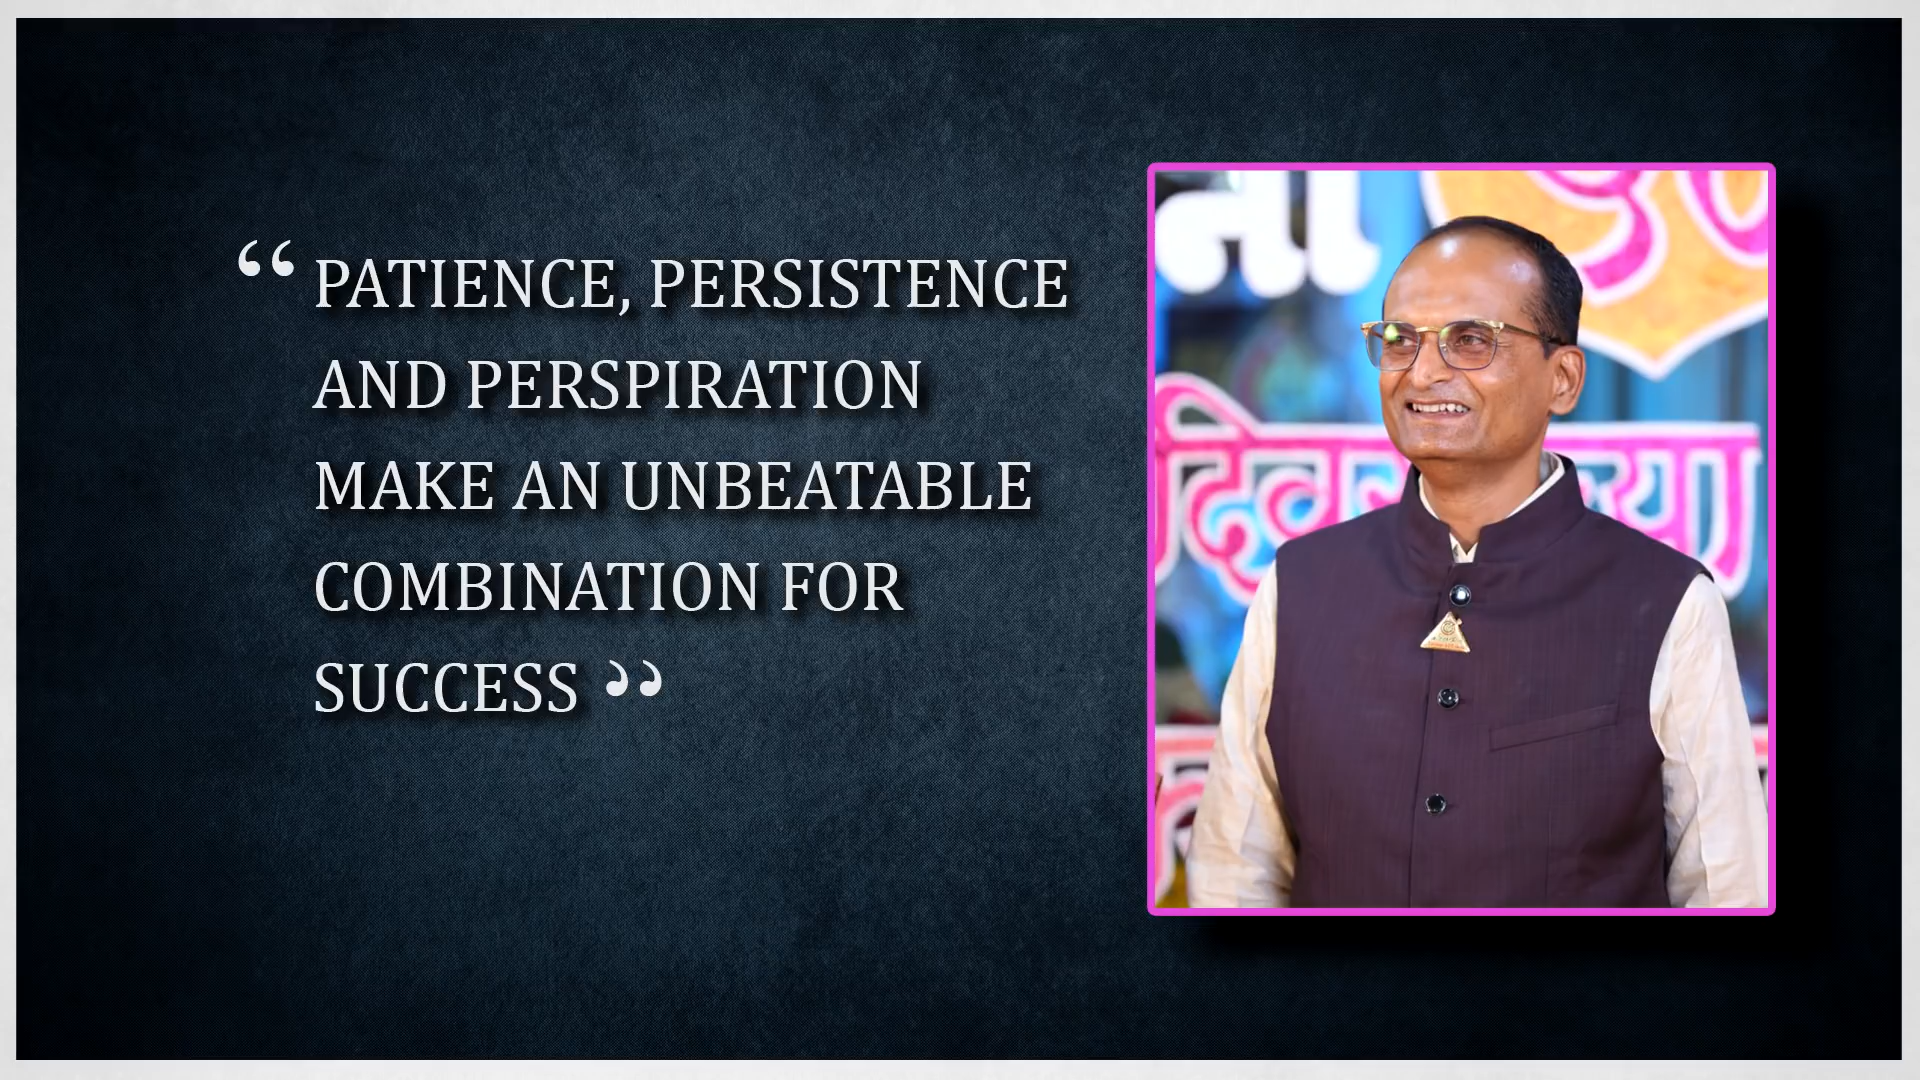 “ PATIENCE, PERSISTENCE
AND PERSPIRATION
MAKE AN UNBEATABLE
COMBINATION FOR
SUCCESS ”